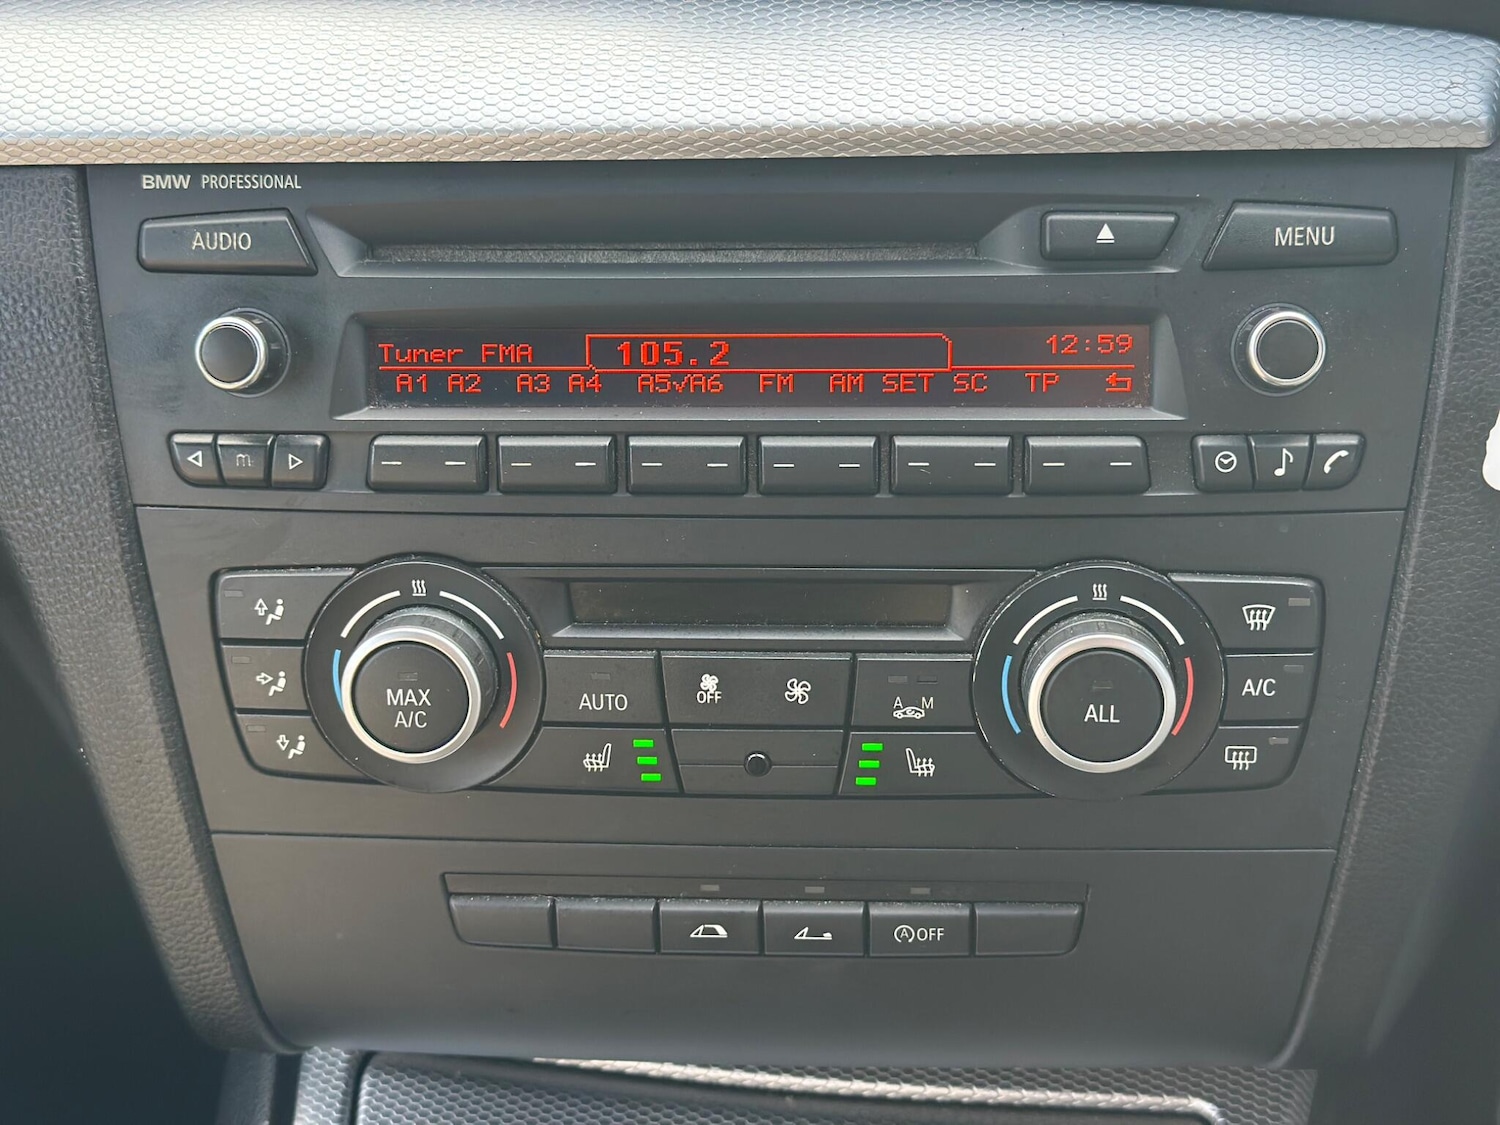 BMW PROFESSIONAL
AUDIO
MENU
Tuner FMA 105.2 12:59
A1 A2 A3 A4 A5√A6 FM AM SET SC TP
m
MAX
A/C
AUTO
OFF
A M
ALL
A/C
A OFF